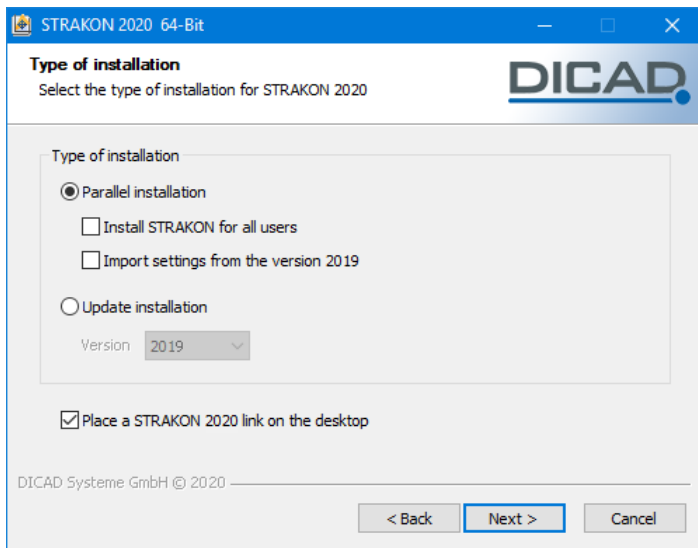 STRAKON 2020 64-Bit
Type of installation
Select the type of installation for STRAKON 2020
DICAD
Type of installation
Parallel installation
Install STRAKON for all users
Import settings from the version 2019
Update installation
Version 2019
Place a STRAKON 2020 link on the desktop
DICAD Systeme GmbH © 2020
< Back Next > Cancel